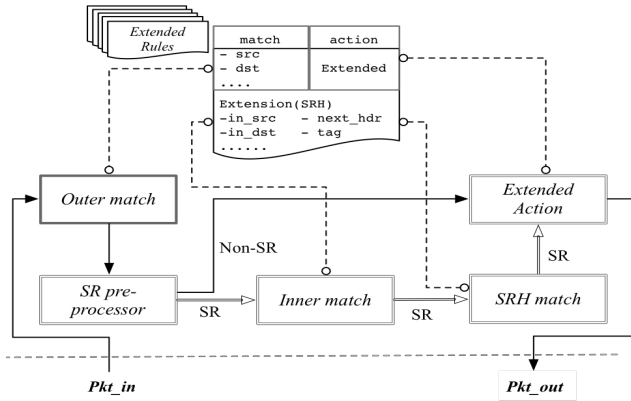 Extended
Rules
match action
- src
- dst Extended
....
Extension(SRH)
-in_src - next_hdr
-in_dst - tag
......
Outer match
Extended
Action
Non-SR
SR
SR pre-
processor
SR
Inner match
SR
SRH match
Pkt_in
Pkt_out